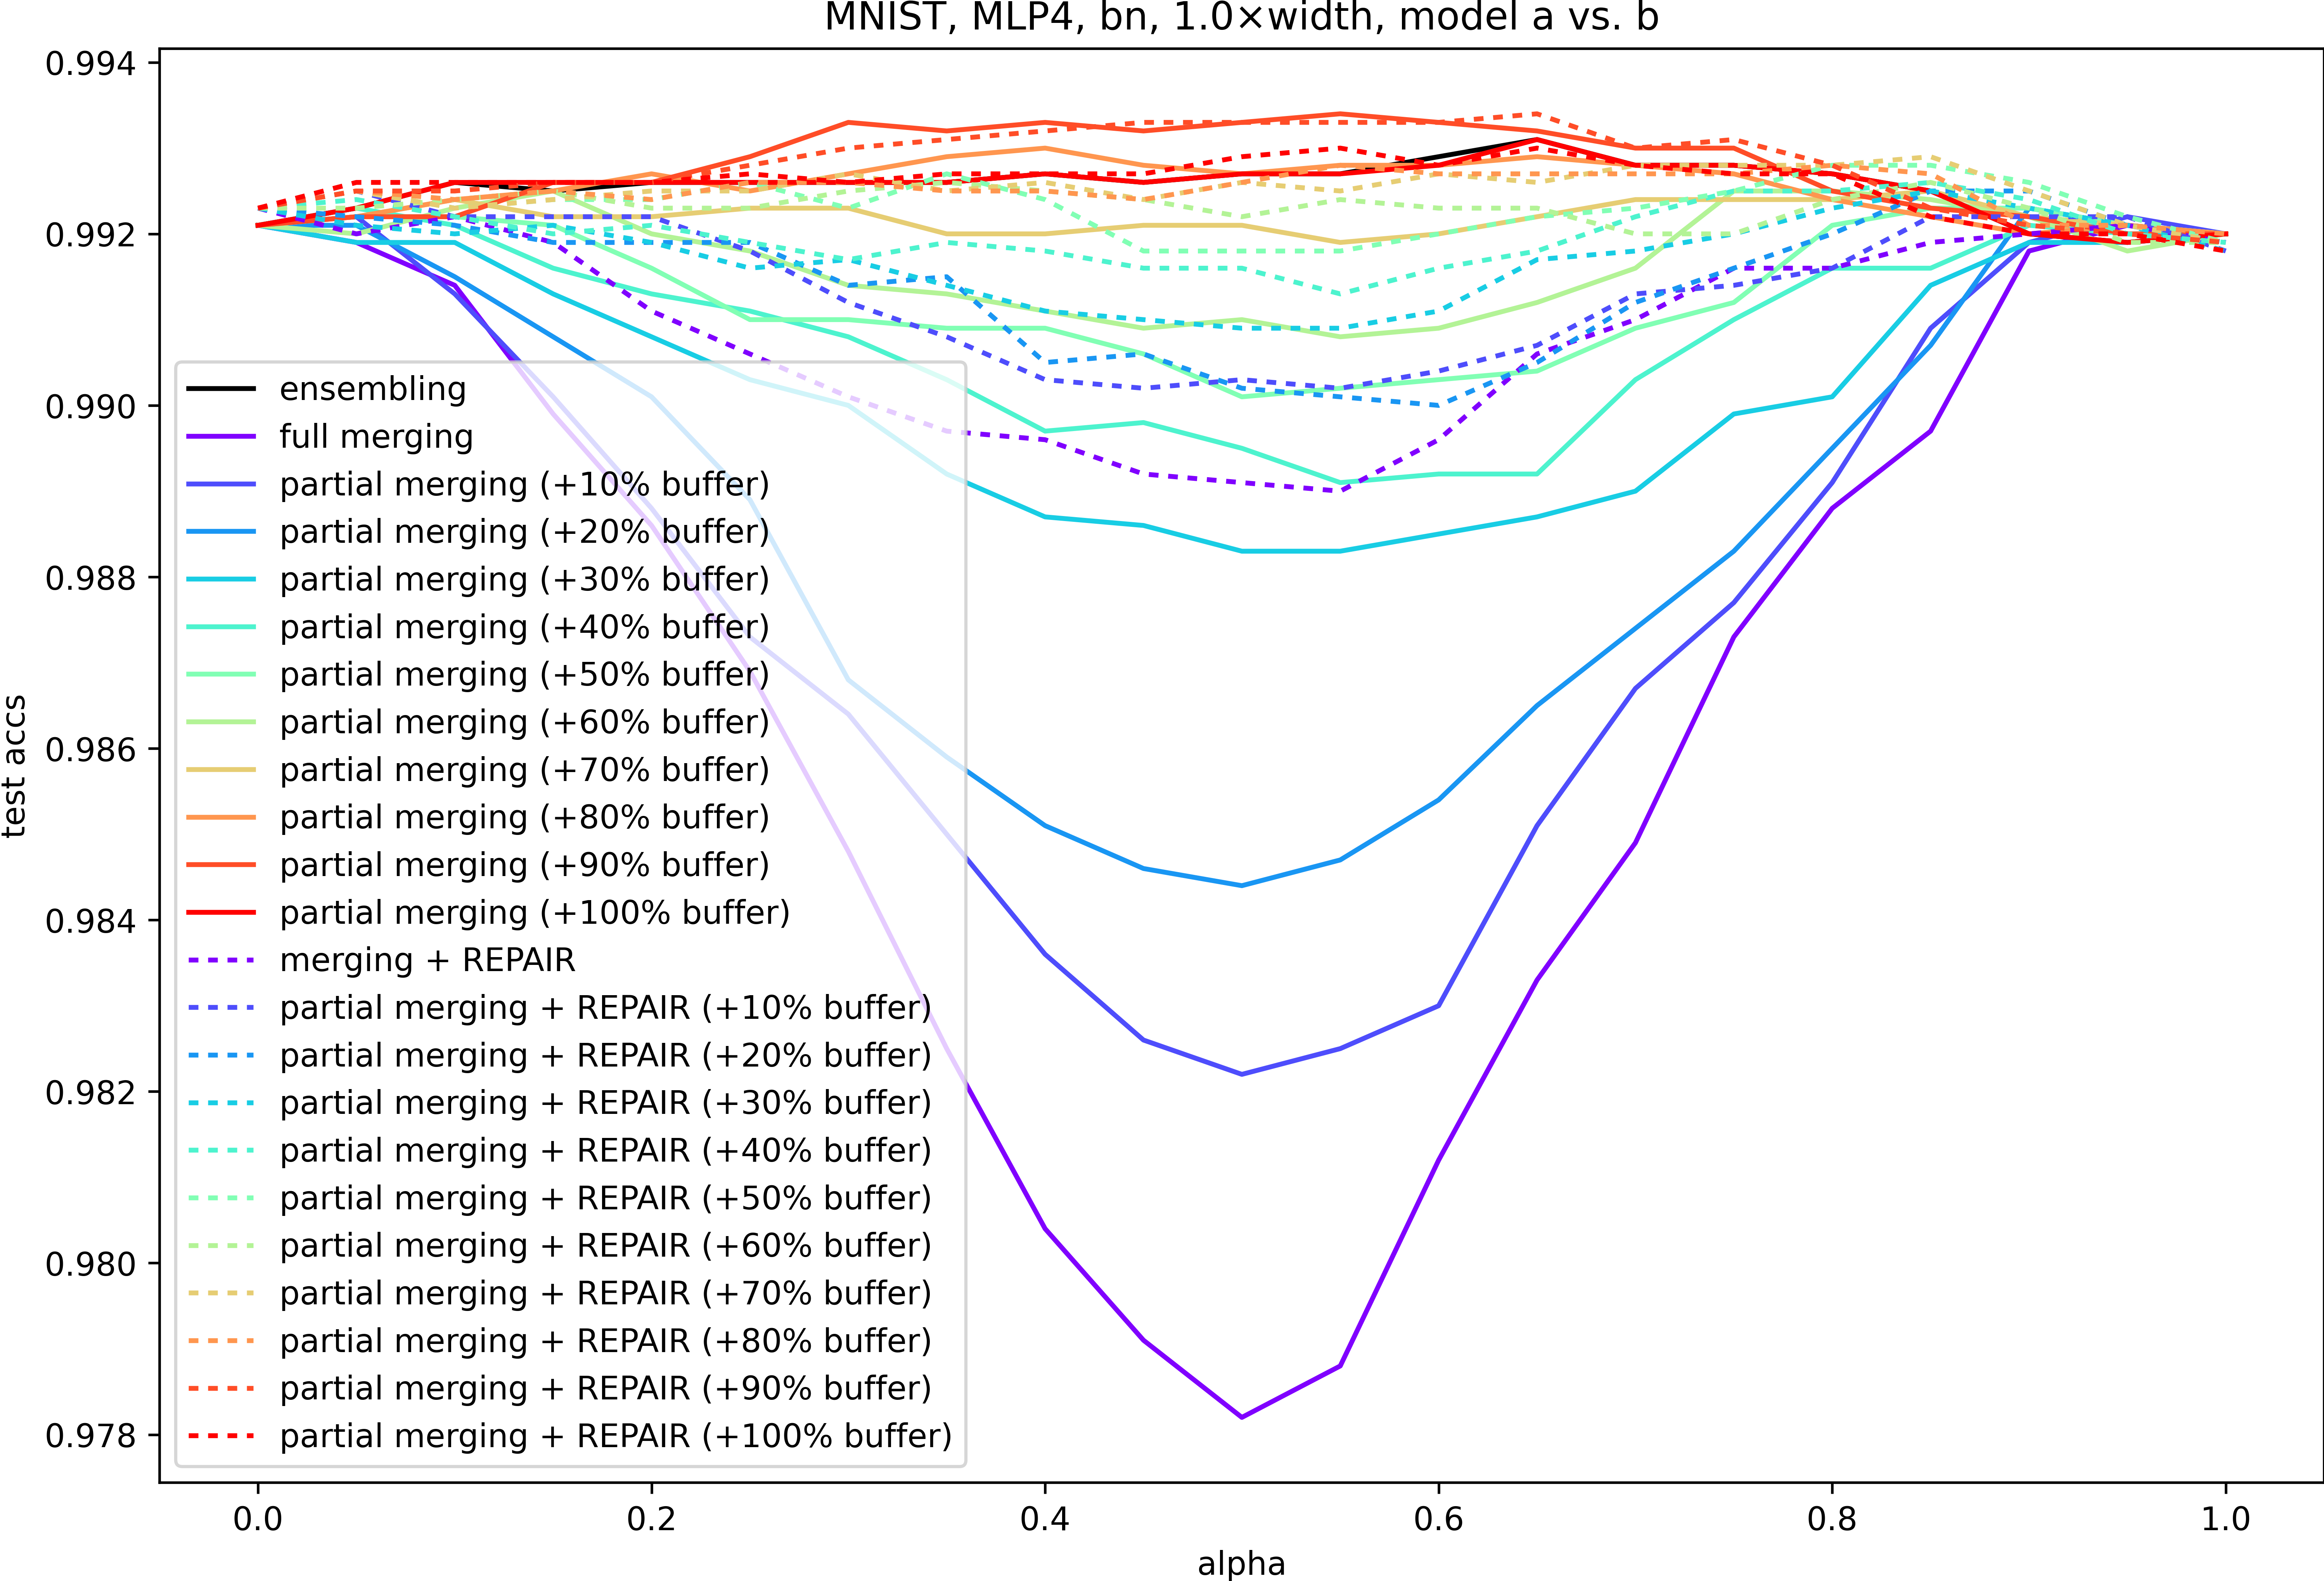 MNIST, MLP4, bn, 1.0×width, model a vs. b
0.994
0.992
0.990
0.988
0.986
0.984
0.982
0.980
0.978
test accs
ensembling
full merging
partial merging (+10% buffer)
partial merging (+20% buffer)
partial merging (+30% buffer)
partial merging (+40% buffer)
partial merging (+50% buffer)
partial merging (+60% buffer)
partial merging (+70% buffer)
partial merging (+80% buffer)
partial merging (+90% buffer)
partial merging (+100% buffer)
merging + REPAIR
partial merging + REPAIR (+10% buffer)
partial merging + REPAIR (+20% buffer)
partial merging + REPAIR (+30% buffer)
partial merging + REPAIR (+40% buffer)
partial merging + REPAIR (+50% buffer)
partial merging + REPAIR (+60% buffer)
partial merging + REPAIR (+70% buffer)
partial merging + REPAIR (+80% buffer)
partial merging + REPAIR (+90% buffer)
partial merging + REPAIR (+100% buffer)
0.0 0.2 0.4 0.6 0.8 1.0
alpha